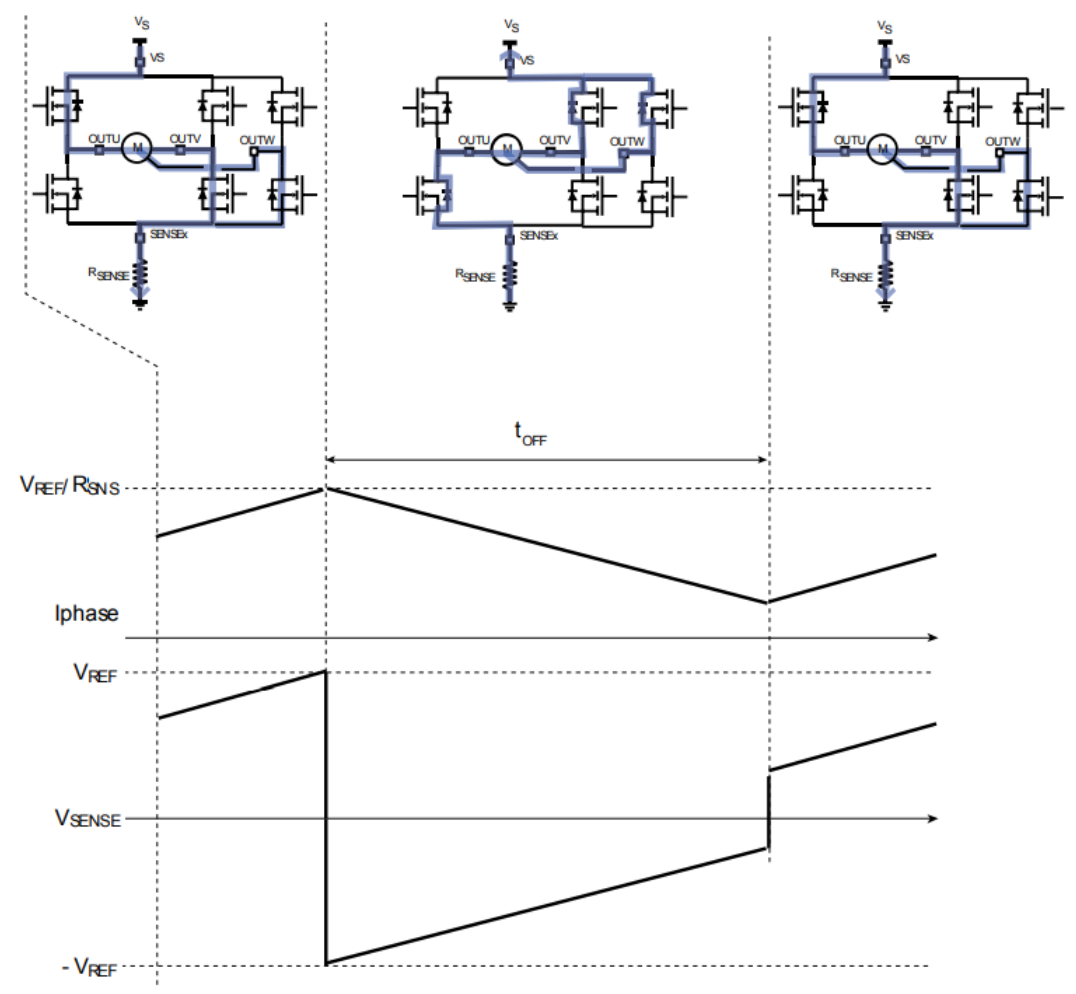 VS
VS
OUTU
M
OUTV
OUTW
SENSEx
RSENSE
VS
VS
OUTU
M
OUTV
OUTW
SENSEx
RSENSE
VS
VS
OUTU
M
OUTV
OUTW
SENSEx
RSENSE
tOFF
VREF/ RSNS
Iphase
VREF
VSENSE
- VREF